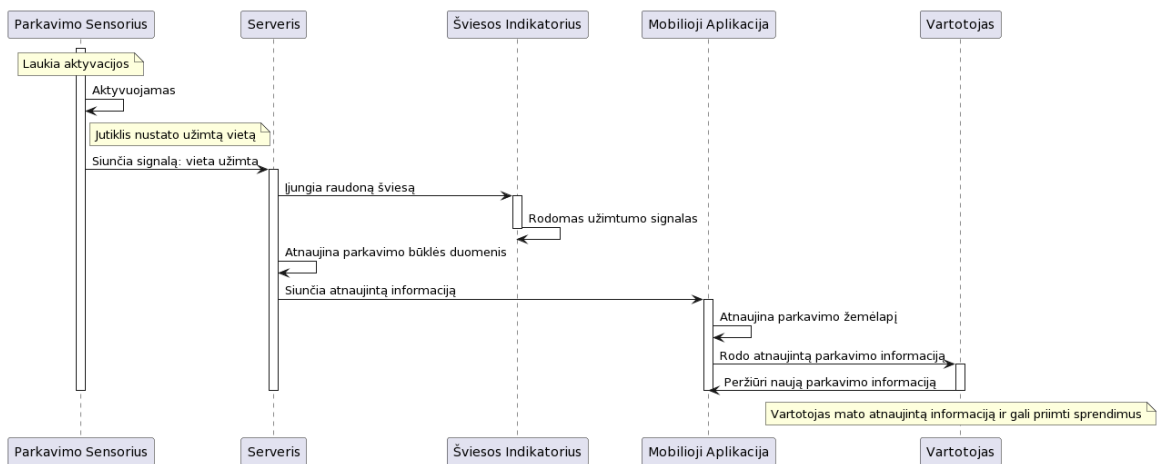 Parkavimo Sensorius
Serveris
Šviesos Indikatorius
Mobilioji Aplikacija
Vartotojas
Laukia aktyvacijos
Aktyvuojamas
Jutiklis nustato užimtą vietą
Siunčia signalą: vieta užimta
Įjungia raudoną šviesą
Rodomas užimtumo signalas
Atnaujina parkavimo būklės duomenis
Siunčia atnaujintą informaciją
Atnaujina parkavimo žemėlapį
Rodo atnaujintą parkavimo informaciją
Peržiūri naują parkavimo informaciją
Vartotojas mato atnaujintą informaciją ir gali priimti sprendimus
Parkavimo Sensorius
Serveris
Šviesos Indikatorius
Mobilioji Aplikacija
Vartotojas